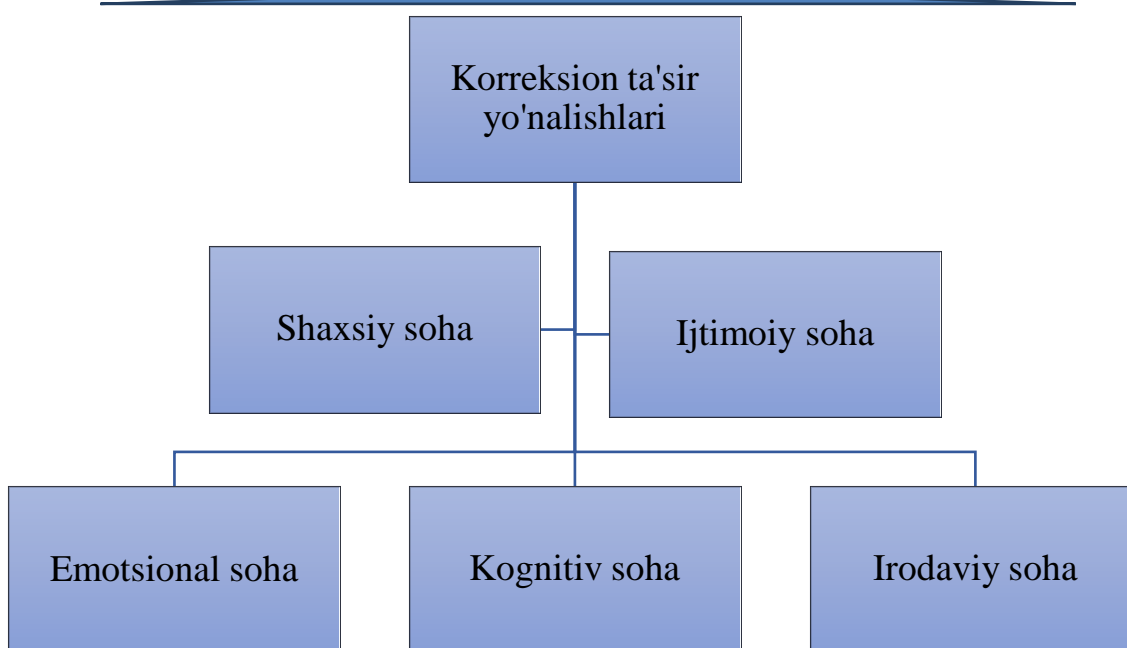 Korreksion ta'sir
yo'nalishlari
Shaxsiy soha
Ijtimoiy soha
Emotsional soha
Kognitiv soha
Irodaviy soha